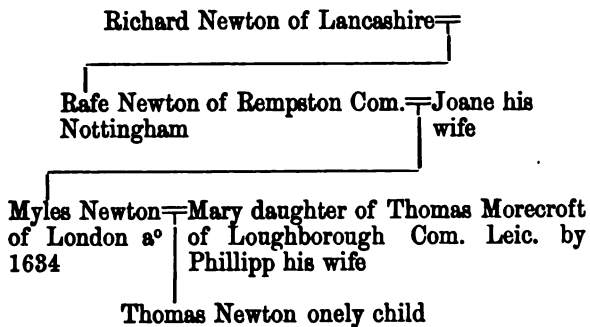 Richard Newton of Lancashire
Rafe Newton of Rempston Com. Joane his
Nottingham wife
Myles Newton Mary daughter of Thomas Morecroft
of London aº of Loughborough Com. Leic. by
1634 Phillipp his wife
Thomas Newton onely child